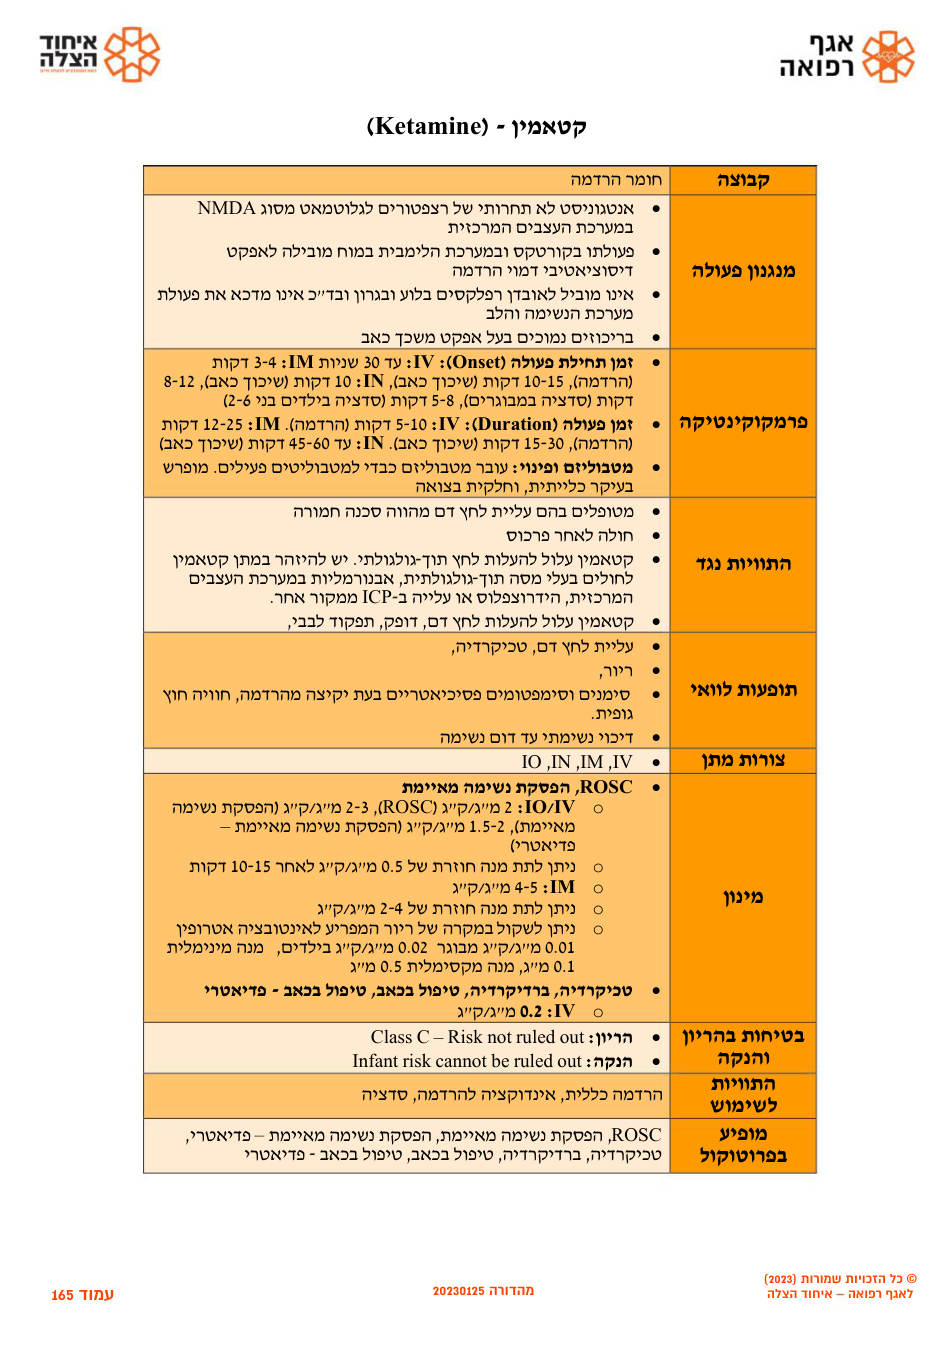 איחוד
הצלה
אגף
רפואה
קטאמין - (Ketamine)
קבוצה
חומר הרדמה
מנגנון פעולה
• אנטגוניסט לא תחרותי של רצפטורים לגלוטמאט מסוג NMDA
במערכת העצבים המרכזית
• פעולתו בקורטקס ובמערכת הלימבית במוח מובילה לאפקט
דיסוציאטיבי דמוי הרדמה
• אינו מוביל לאובדן רפלקסים בלוע ובגרון ובד״כ אינו מדכא את פעולת
מערכת הנשימה והלב
• בריכוזים נמוכים בעל אפקט משכך כאב
פרמקוקינטיקה
• זמן תחילת פעולה (Onset): IV: עד 30 שניות IM: 3-4 דקות
(הרדמה), 10-15 דקות (שיכוך כאב), IN: 10 דקות (שיכוך כאב), 8-12
דקות (סדציה במבוגרים), 5-8 דקות (סדציה בילדים בני 2-6)
• זמן פעולה (Duration): IV: 5-10 דקות (הרדמה). IM: 12-25 דקות
(הרדמה), 15-30 דקות (שיכוך כאב). IN: עד 45-60 דקות (שיכוך כאב)
• מטבוליזם ופינוי: עובר מטבוליזם כבדי למטבוליטים פעילים. מופרש
בעיקר כלייתית, וחלקית בצואה
התוויות נגד
• מטופלים בהם עליית לחץ דם מהווה סכנה חמורה
• חולה לאחר פרכוס
• קטאמין עלול להעלות לחץ תוך-גולגולתי. יש להיזהר במתן קטאמין
לחולים בעלי מסה תוך-גולגולתית, אבנורמליות במערכת העצבים
המרכזית, הידרוצפלוס או עלייה ב-ICP ממקור אחר.
• קטאמין עלול להעלות לחץ דם, דופק, תפקוד לבבי,
תופעות לוואי
• עליית לחץ דם, טכיקרדיה,
• ריור,
• סימנים וסימפטומים פסיכיאטריים בעת יקיצה מהרדמה, חוויה חוץ
גופית.
• דיכוי נשימתי עד דום נשימה
צורות מתן
• IV, IM, IN, IO
מינון
• ROSC, הפסקת נשימה מאיימת
o IO/IV: 2 מ״ג/ק״ג (ROSC), 2-3 מ״ג/ק״ג (הפסקת נשימה
מאיימת), 1.5-2 מ״ג/ק״ג (הפסקת נשימה מאיימת –
פדיאטרי)
o ניתן לתת מנה חוזרת של 0.5 מ״ג/ק״ג לאחר 10-15 דקות
o IM: 4-5 מ״ג/ק״ג
o ניתן לתת מנה חוזרת של 2-4 מ״ג/ק״ג
o ניתן לשקול במקרה של ריור המפריע לאינטובציה אטרופין
0.01 מ״ג/ק״ג מבוגר 0.02 מ״ג/ק״ג בילדים, מנה מינימלית
0.1 מ״ג, מנה מקסימלית 0.5 מ״ג
• טכיקרדיה, ברדיקרדיה, טיפול בכאב, טיפול בכאב - פדיאטרי
o IV: 0.2 מ״ג/ק״ג
בטיחות בהריון
והנקה
• הריון: Class C – Risk not ruled out
• הנקה: Infant risk cannot be ruled out
התוויות
לשימוש
הרדמה כללית, אינדוקציה להרדמה, סדציה
מופיע
בפרוטוקול
ROSC, הפסקת נשימה מאיימת, הפסקת נשימה מאיימת – פדיאטרי,
טכיקרדיה, ברדיקרדיה, טיפול בכאב, טיפול בכאב - פדיאטרי
© כל הזכויות שמורות (2023)
לאגף רפואה – איחוד הצלה
מהדורה 20230125
עמוד 165